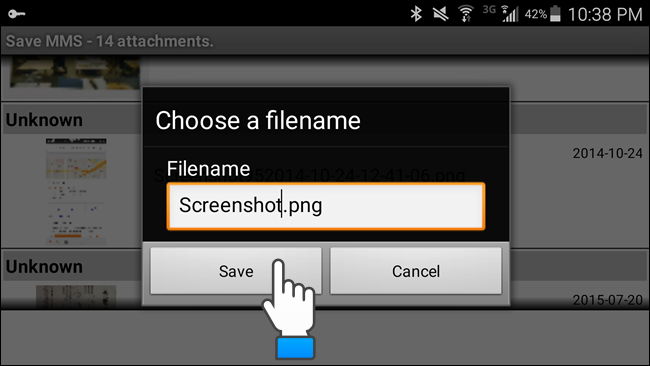 3G 42% 10:38 PM
Save MMS - 14 attachments.
Choose a filename
Unknown
2014-10-24
Filename
52014-10-24-12-41-06.png
Screenshot.png
Save
Cancel
Unknown
2015-07-20